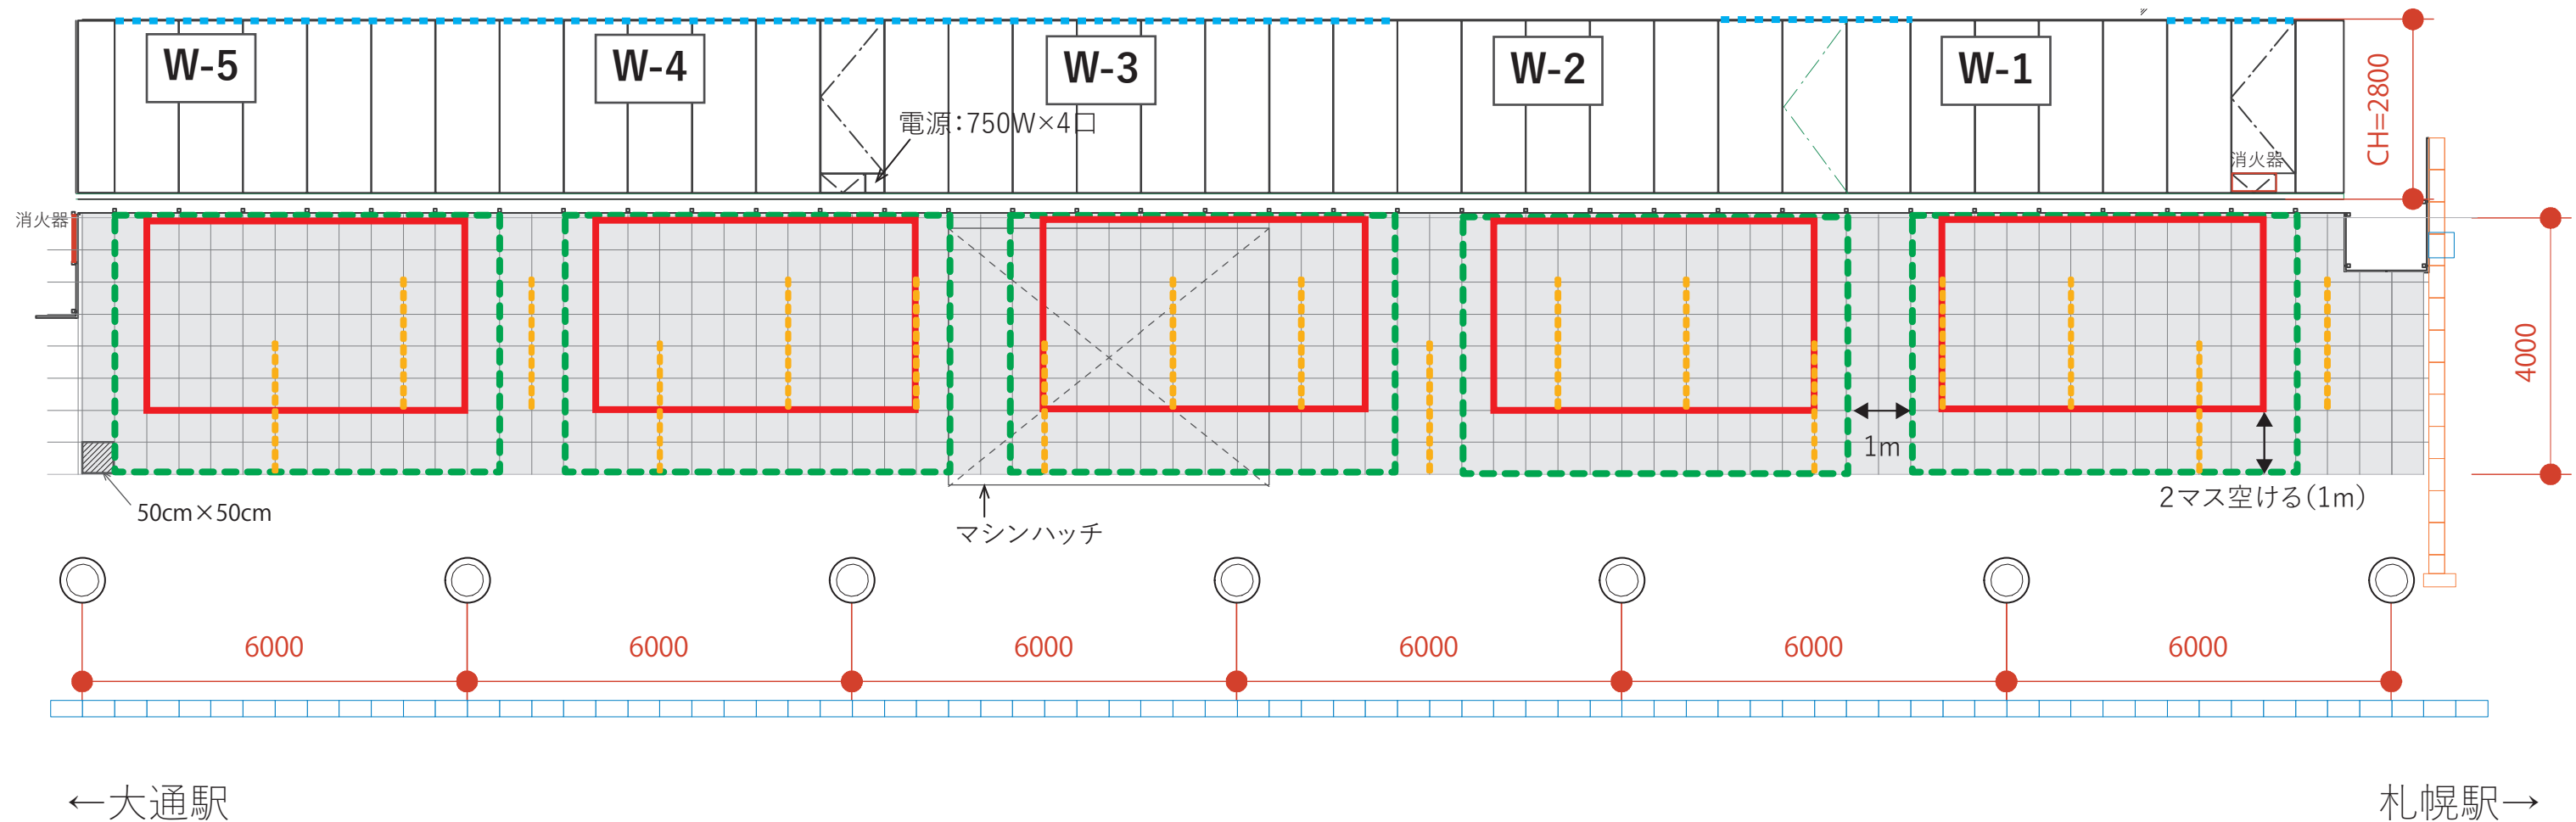 W-5
W-4
W-3
W-2
W-1
電源：750W×4口
消火器
CH=2800
消火器
4000
1m
2マス空ける(1m)
50cm×50cm
マシンハッチ
6000
6000
6000
6000
6000
6000
←大通駅
札幌駅→